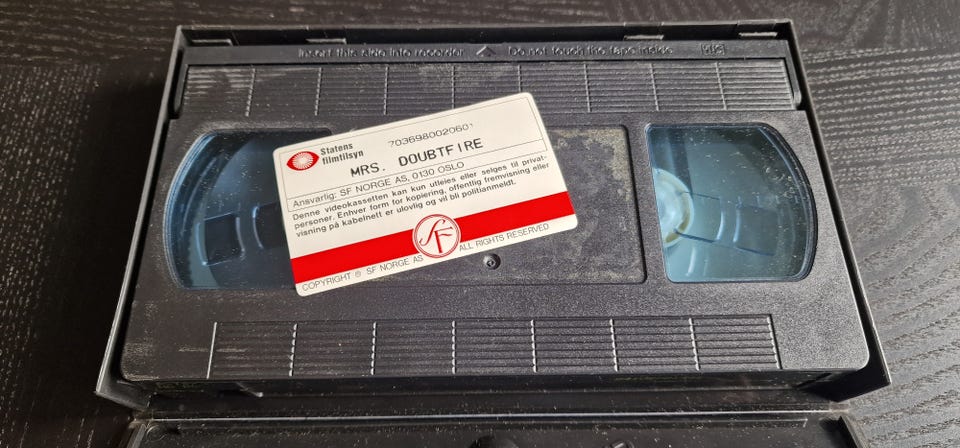 Insert this side into recorder Do not touch the tape inside
Statens
filmtilsyn
7036980020601
MRS. DOUBTFIRE
Ansvarlig: SF NORGE AS, 0130 OSLO
Denne videokassetten kan kun utleies eller selges til privat-
personer. Enhver form for kopiering, offentlig fremvisning eller
visning på kabelnett er ulovlig og vil bli politianmeldt.
SF
COPYRIGHT ® SF NORGE AS ALL RIGHTS RESERVED